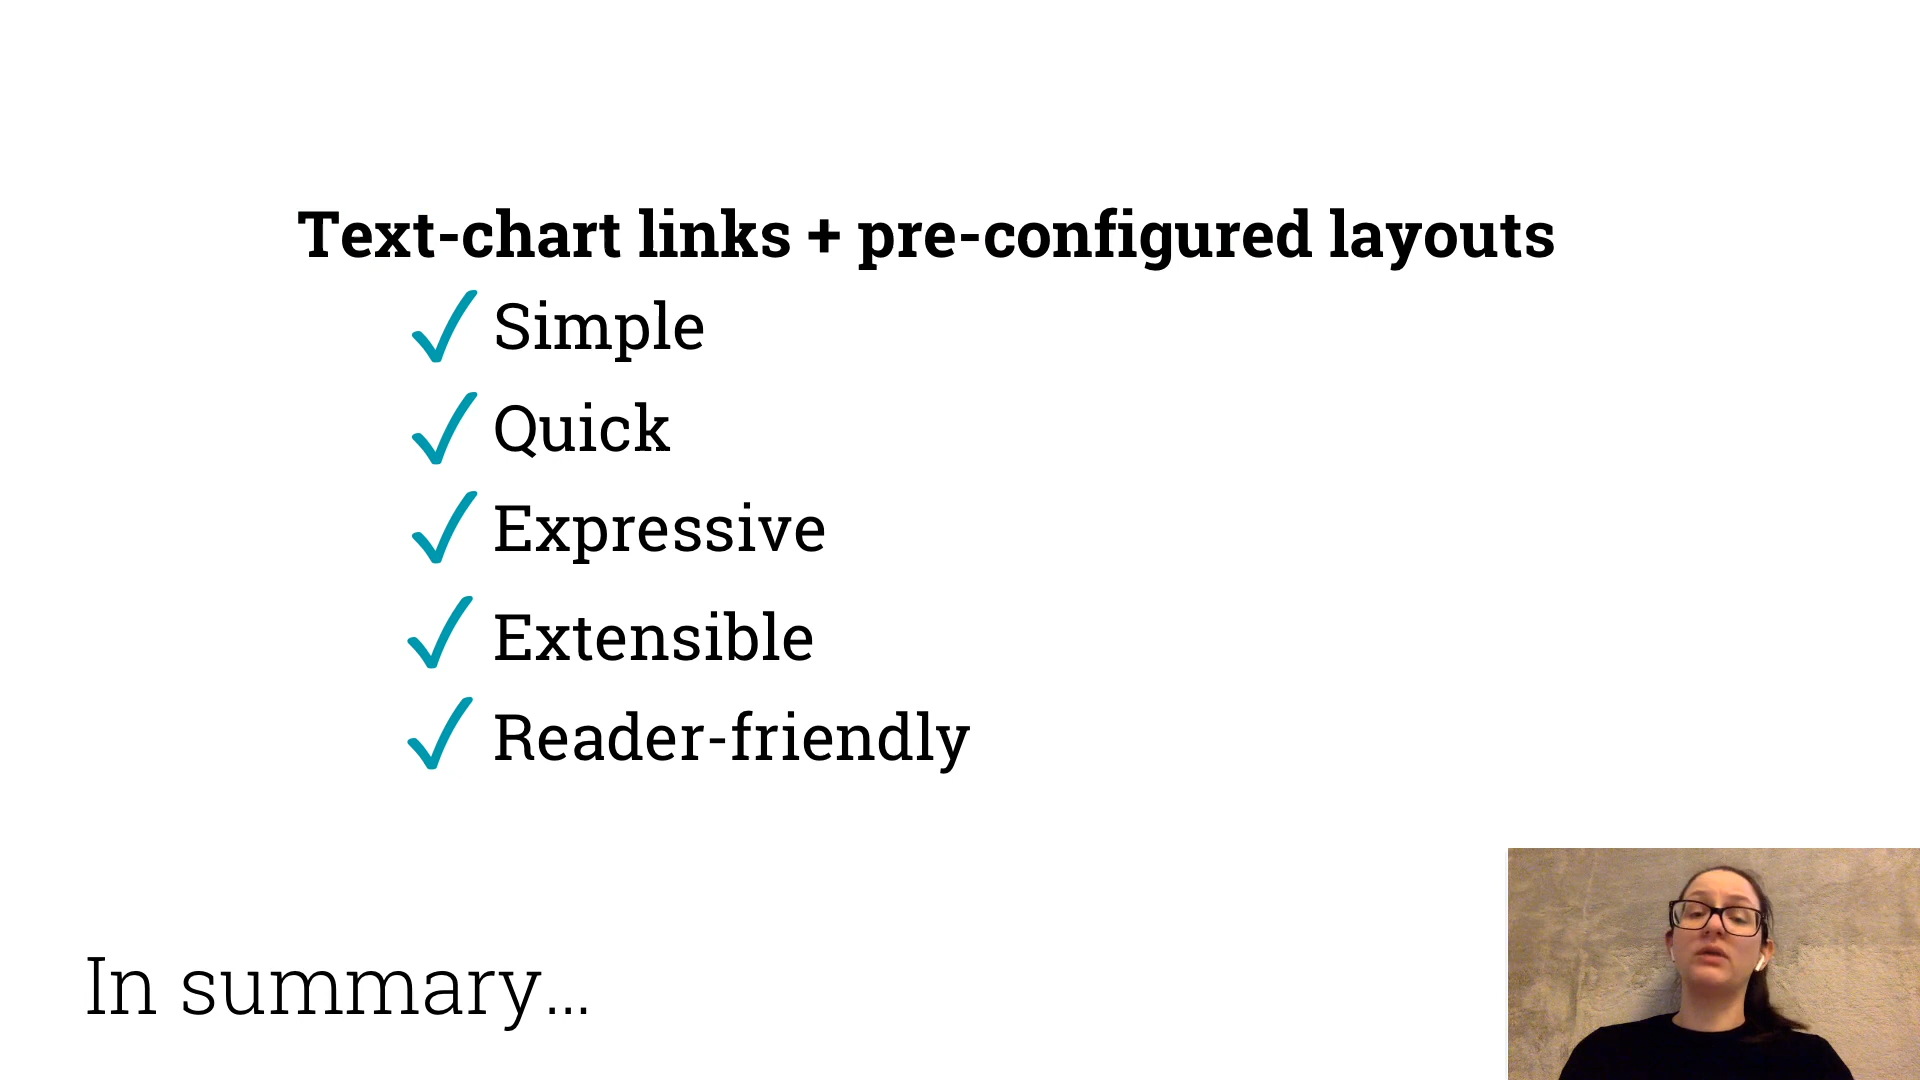 Text-chart links + pre-configured layouts
Simple
Quick
Expressive
Extensible
Reader-friendly
In summary…